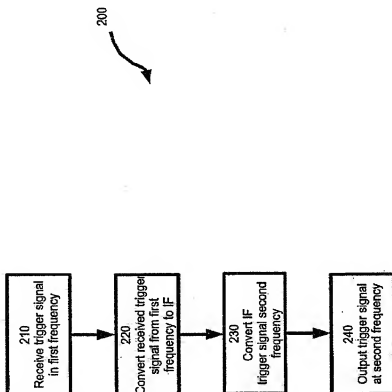 200
210
Receive trigger signal
in first frequency
220
Convert received trigger
signal from first
frequency to IF
230
Convert IF
trigger signal second
frequency
240
Output trigger signal
at second frequency